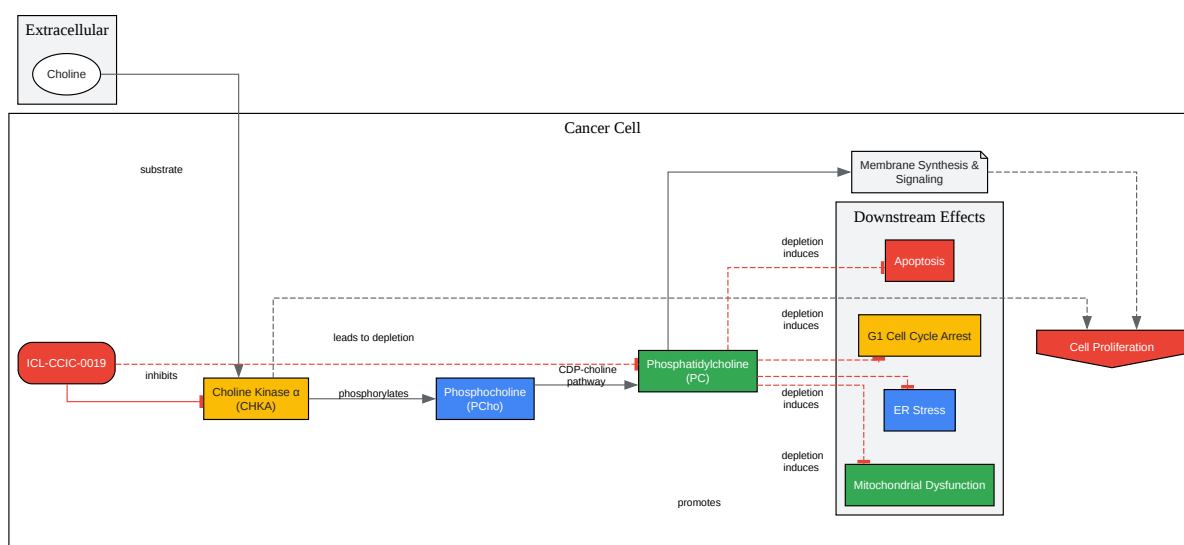 Extracellular
Choline
Cancer Cell
substrate
Membrane Synthesis &
Signaling
Downstream Effects
depletion
induces
Apoptosis
depletion
induces
G1 Cell Cycle Arrest
leads to depletion
Cell Proliferation
ICL-CCIC-0019
inhibits
Choline Kinase α
(CHKA)
phosphorylates
Phosphocholine
(PCho)
CDP-choline
pathway
Phosphatidylcholine
(PC)
depletion
induces
ER Stress
depletion
induces
Mitochondrial Dysfunction
promotes